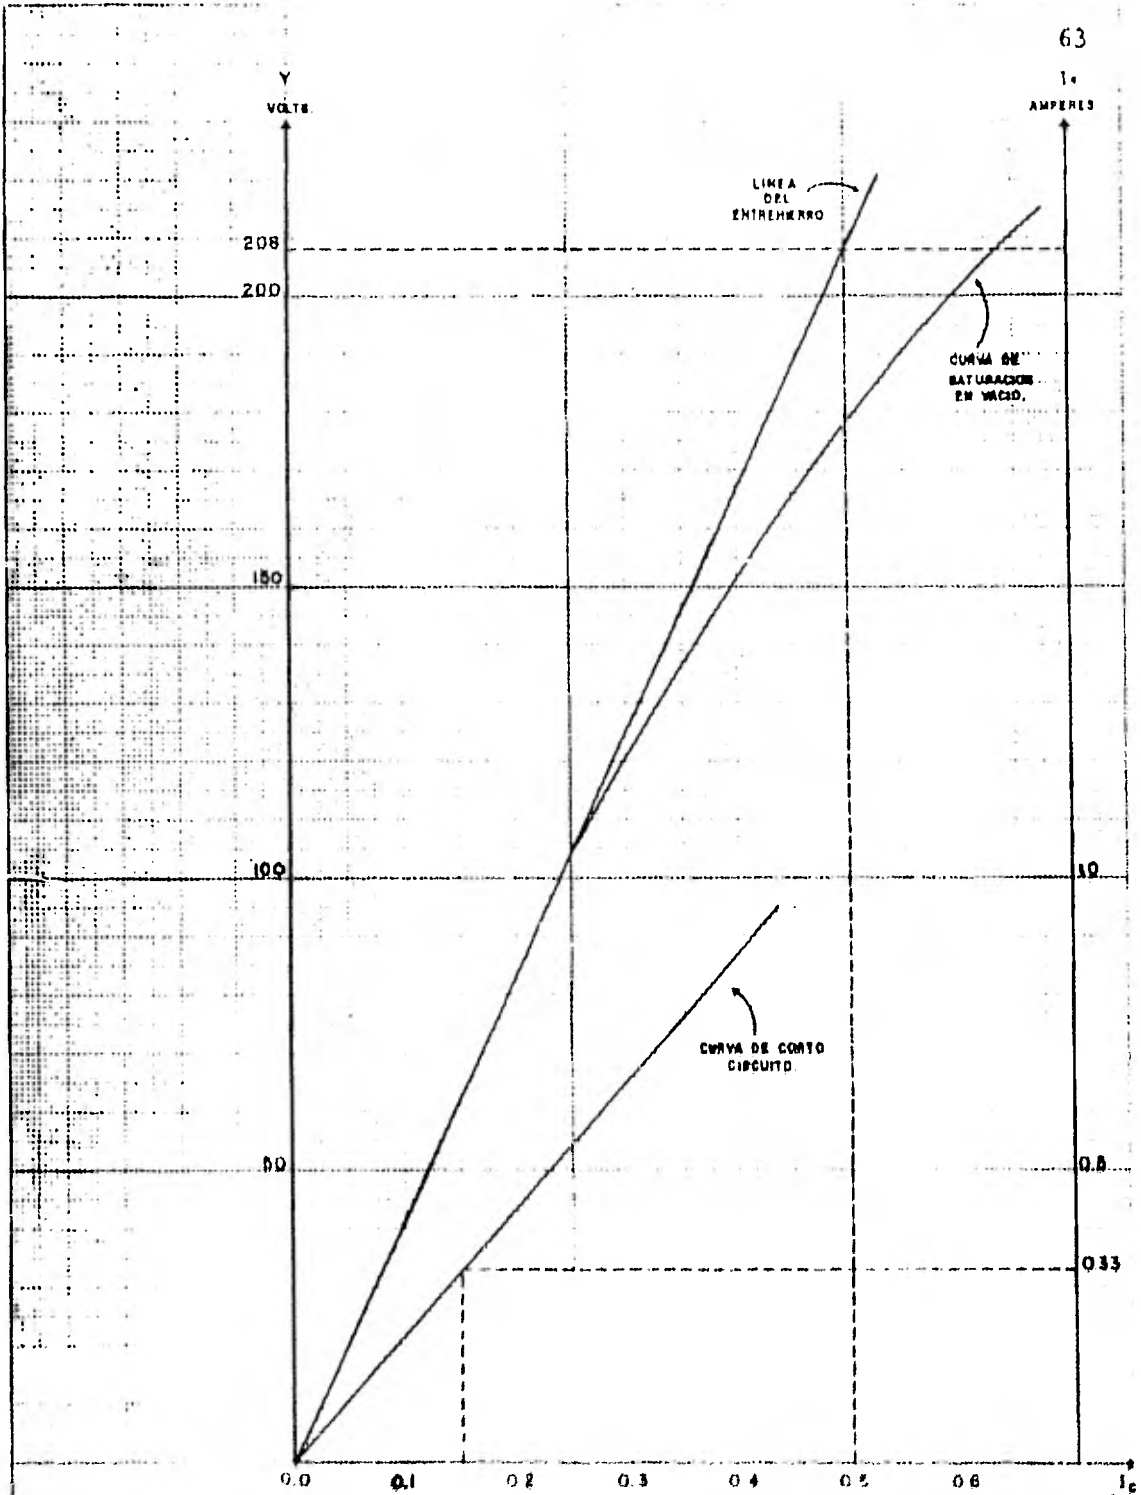 63
Y
VOLTS.
I
AMPERES
LINEA
DEL
ENTREHIERRO
208
200
CURVA DE
SATURACION
EN VACIO.
150
100
1.0
CURVA DE CORTO
CIRCUITO.
50
0.5
0.33
0.0 0.1 0.2 0.3 0.4 0.5 0.6